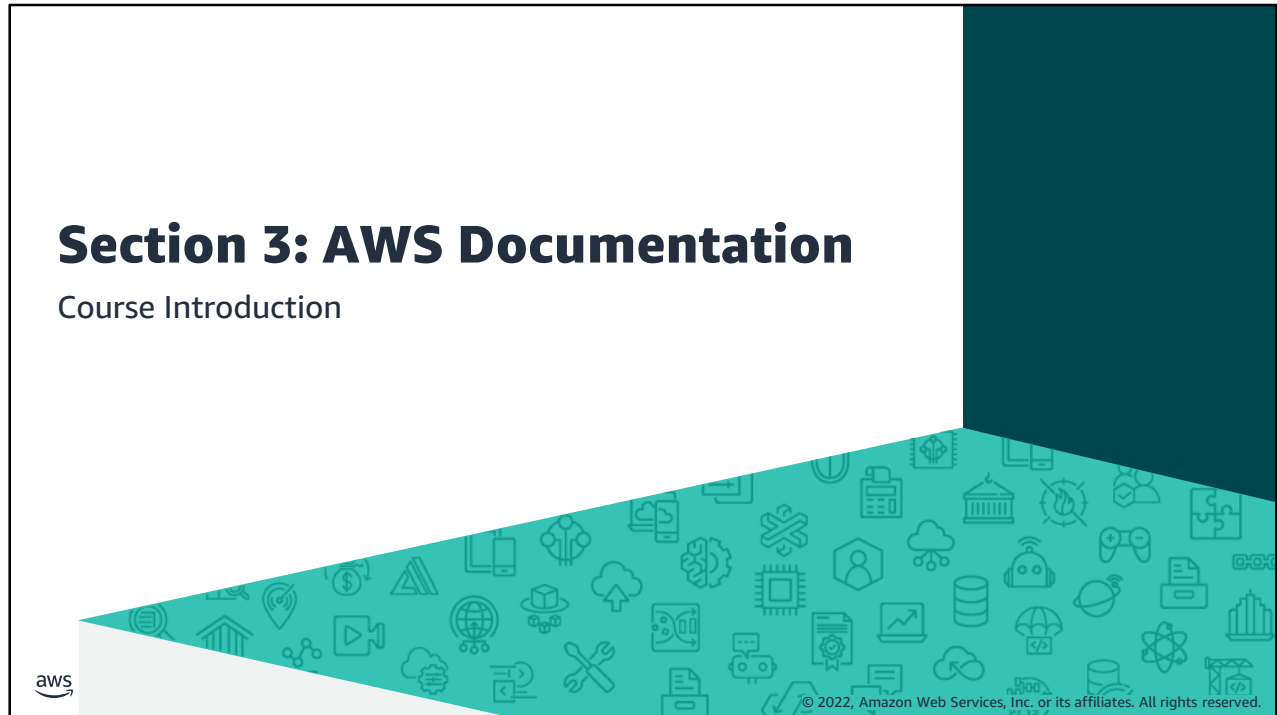 Section 3: AWS Documentation
Course Introduction
aws
© 2022, Amazon Web Services, Inc. or its affiliates. All rights reserved.